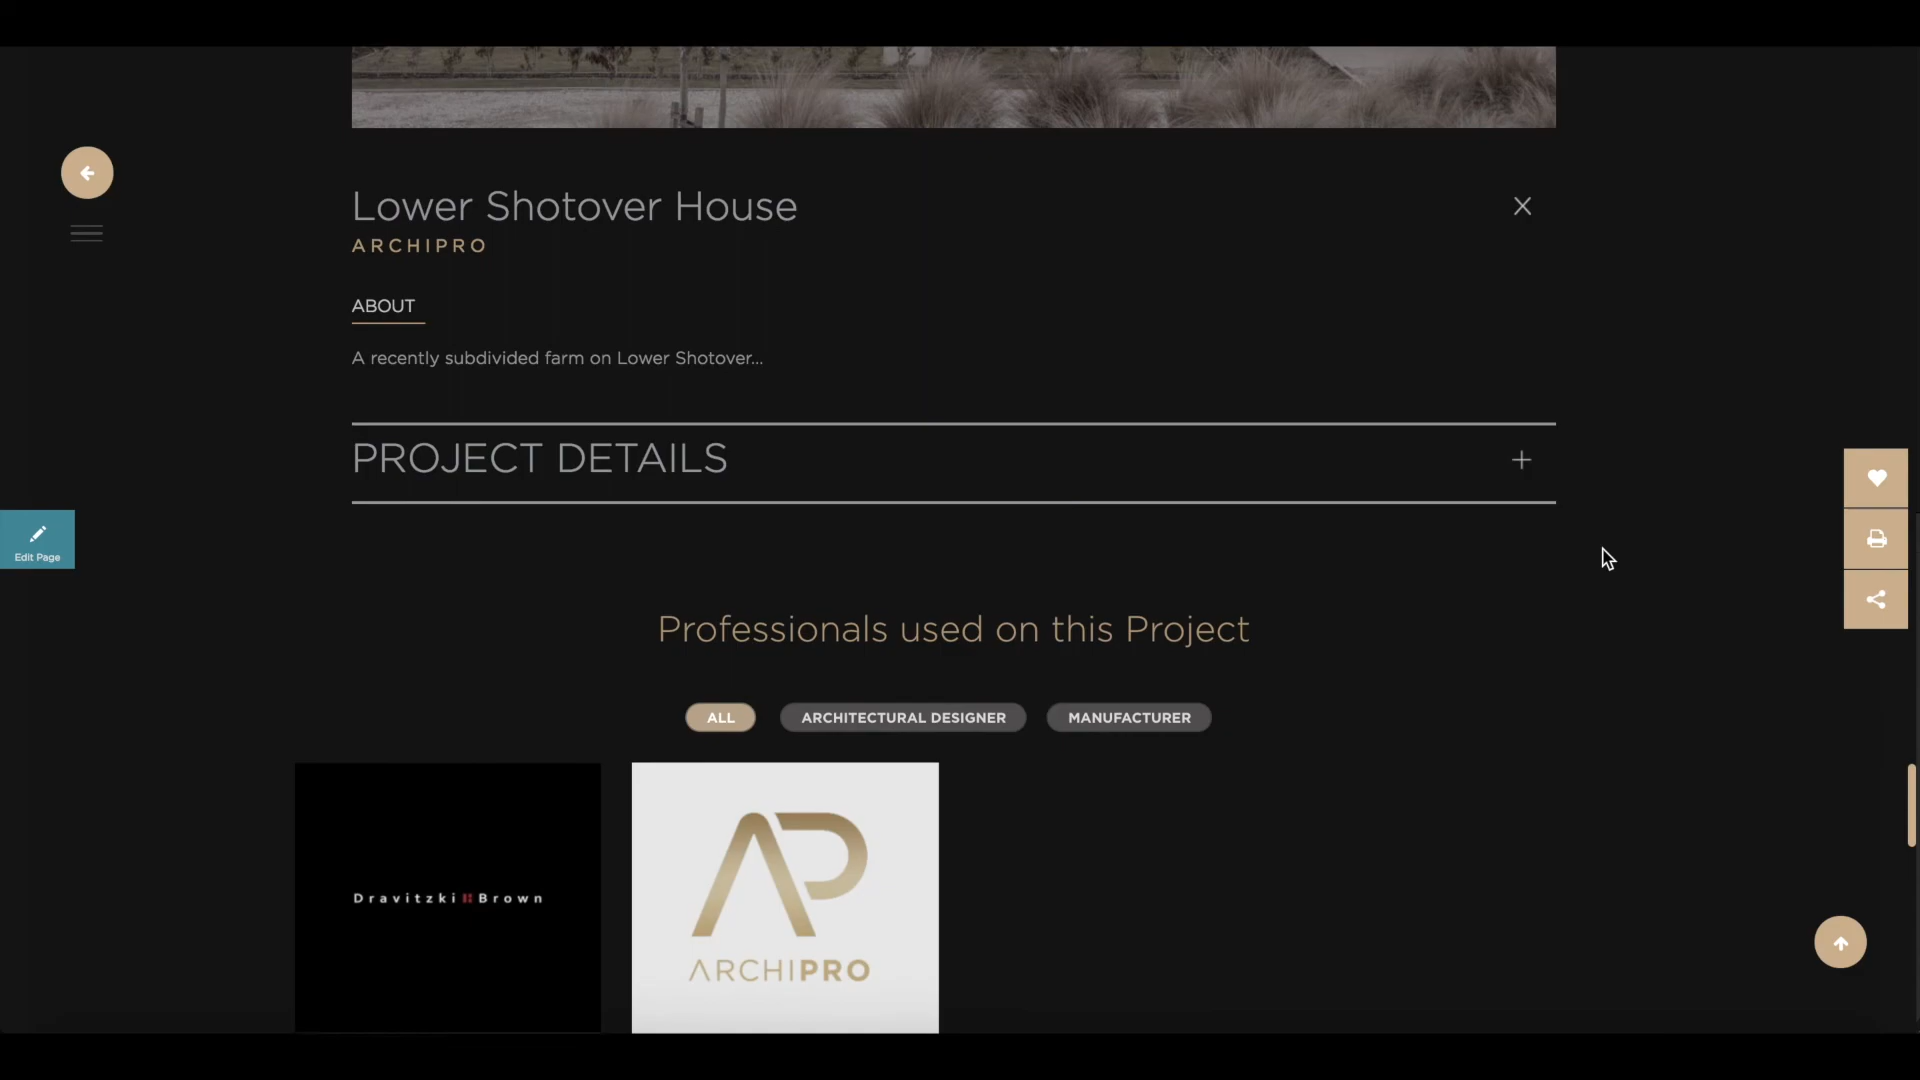 Lower Shotover House
ARCHIPRO
ABOUT
A recently subdivided farm on Lower Shotover...
PROJECT DETAILS
Edit Page
Professionals used on this Project
ALL
ARCHITECTURAL DESIGNER
MANUFACTURER
Dravitzki Brown
AP
ARCHIPRO